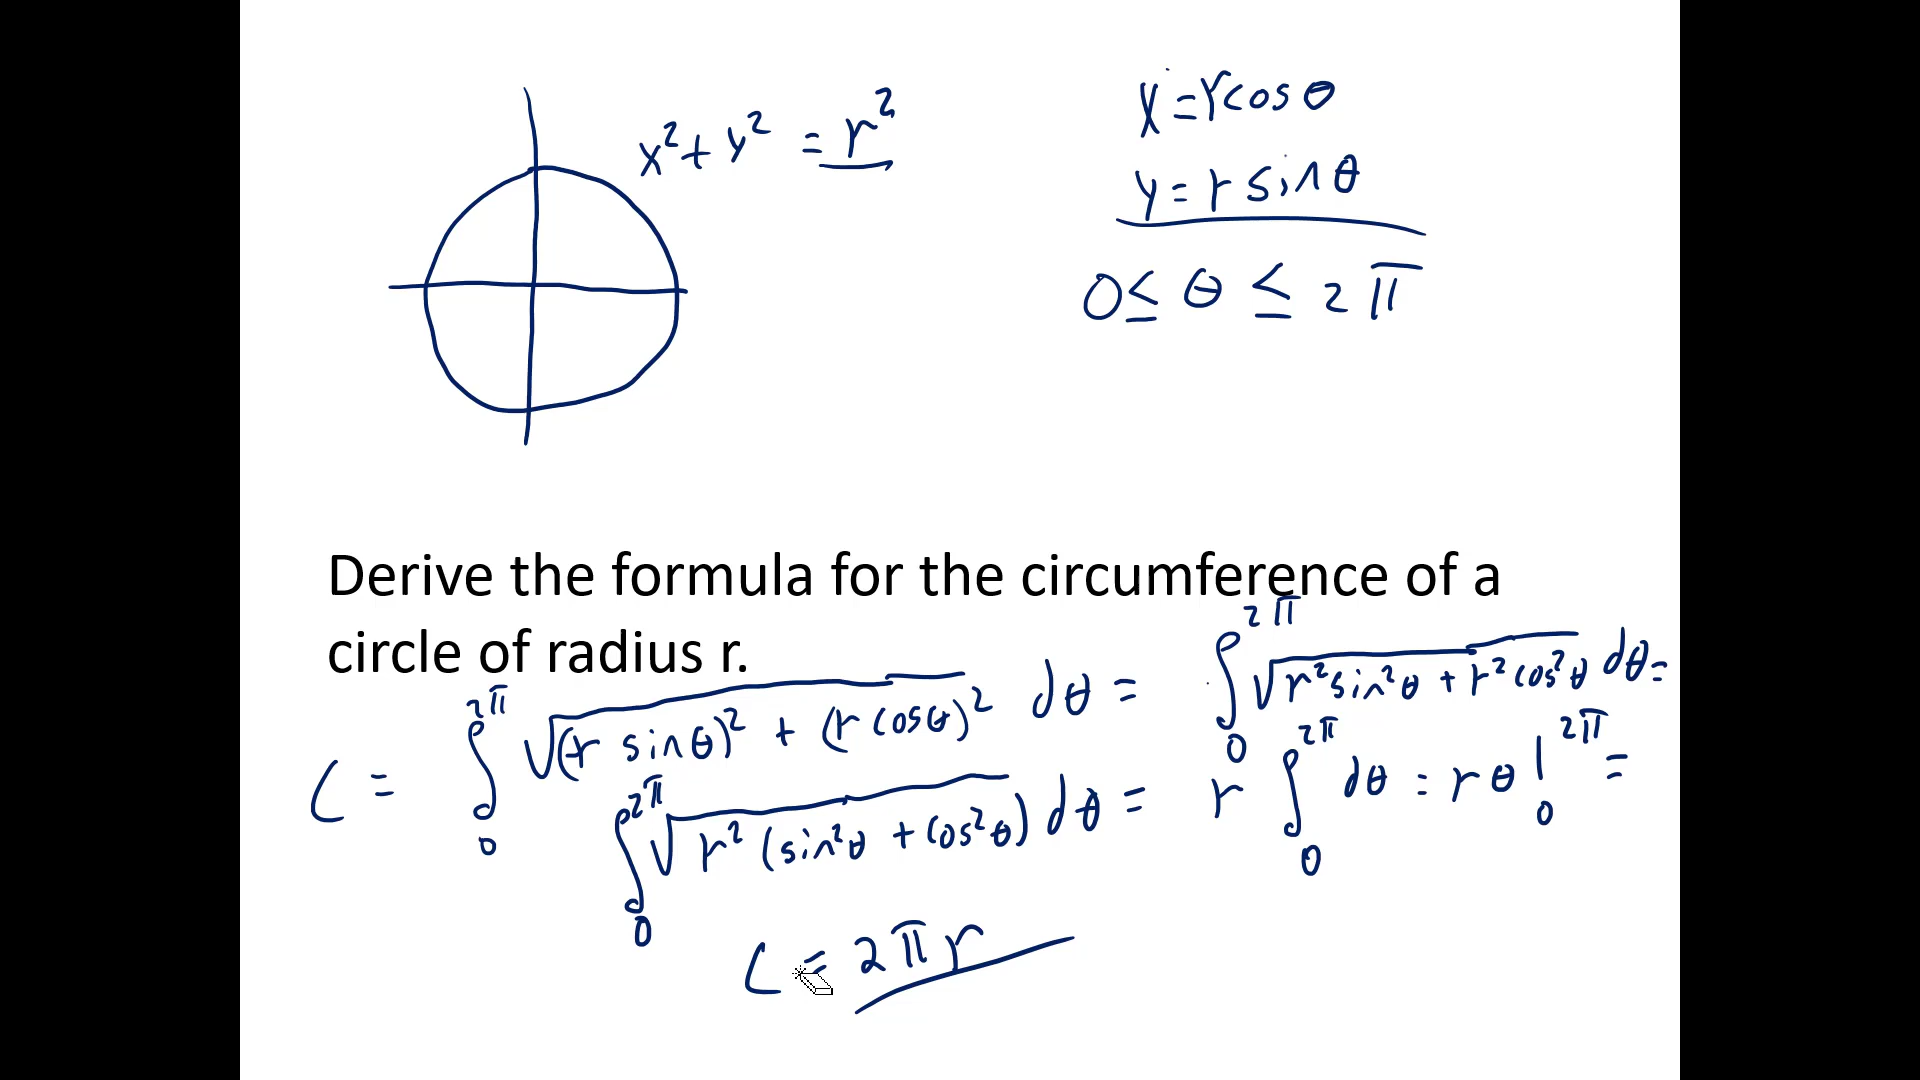 x² + y² = r²
x = r cos θ
y = r sin θ
0 ≤ θ ≤ 2π
Derive the formula for the circumference of a
circle of radius r.
C = ∫₀^2π √((-r sin θ)² + (r cos θ)²) dθ = ∫₀^2π √(r² sin² θ + r² cos² θ) dθ =
∫₀^2π √(r² (sin² θ + cos² θ)) dθ = r ∫₀^2π dθ = r θ |₀^2π =
C = 2πr